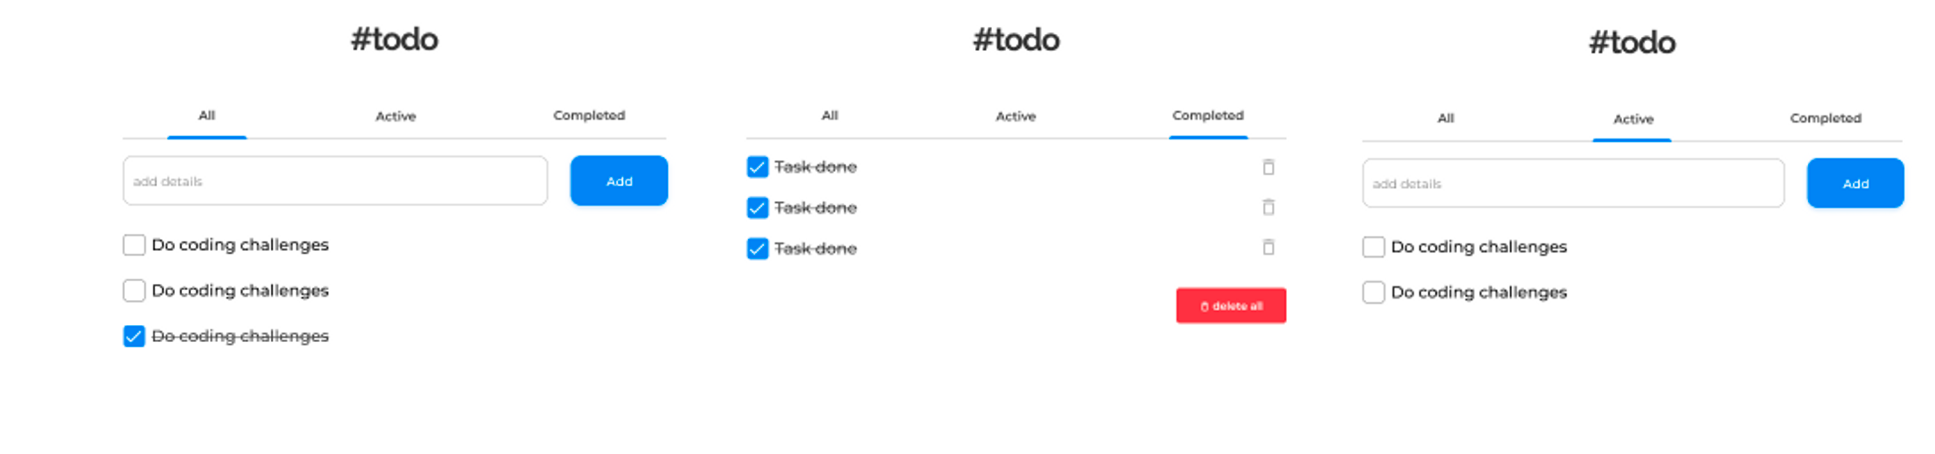 #todo
All Active Completed
add details Add
Do coding challenges
Do coding challenges
Do coding challenges
#todo
All Active Completed
Task done
Task done
Task done
delete all
#todo
All Active Completed
add details Add
Do coding challenges
Do coding challenges